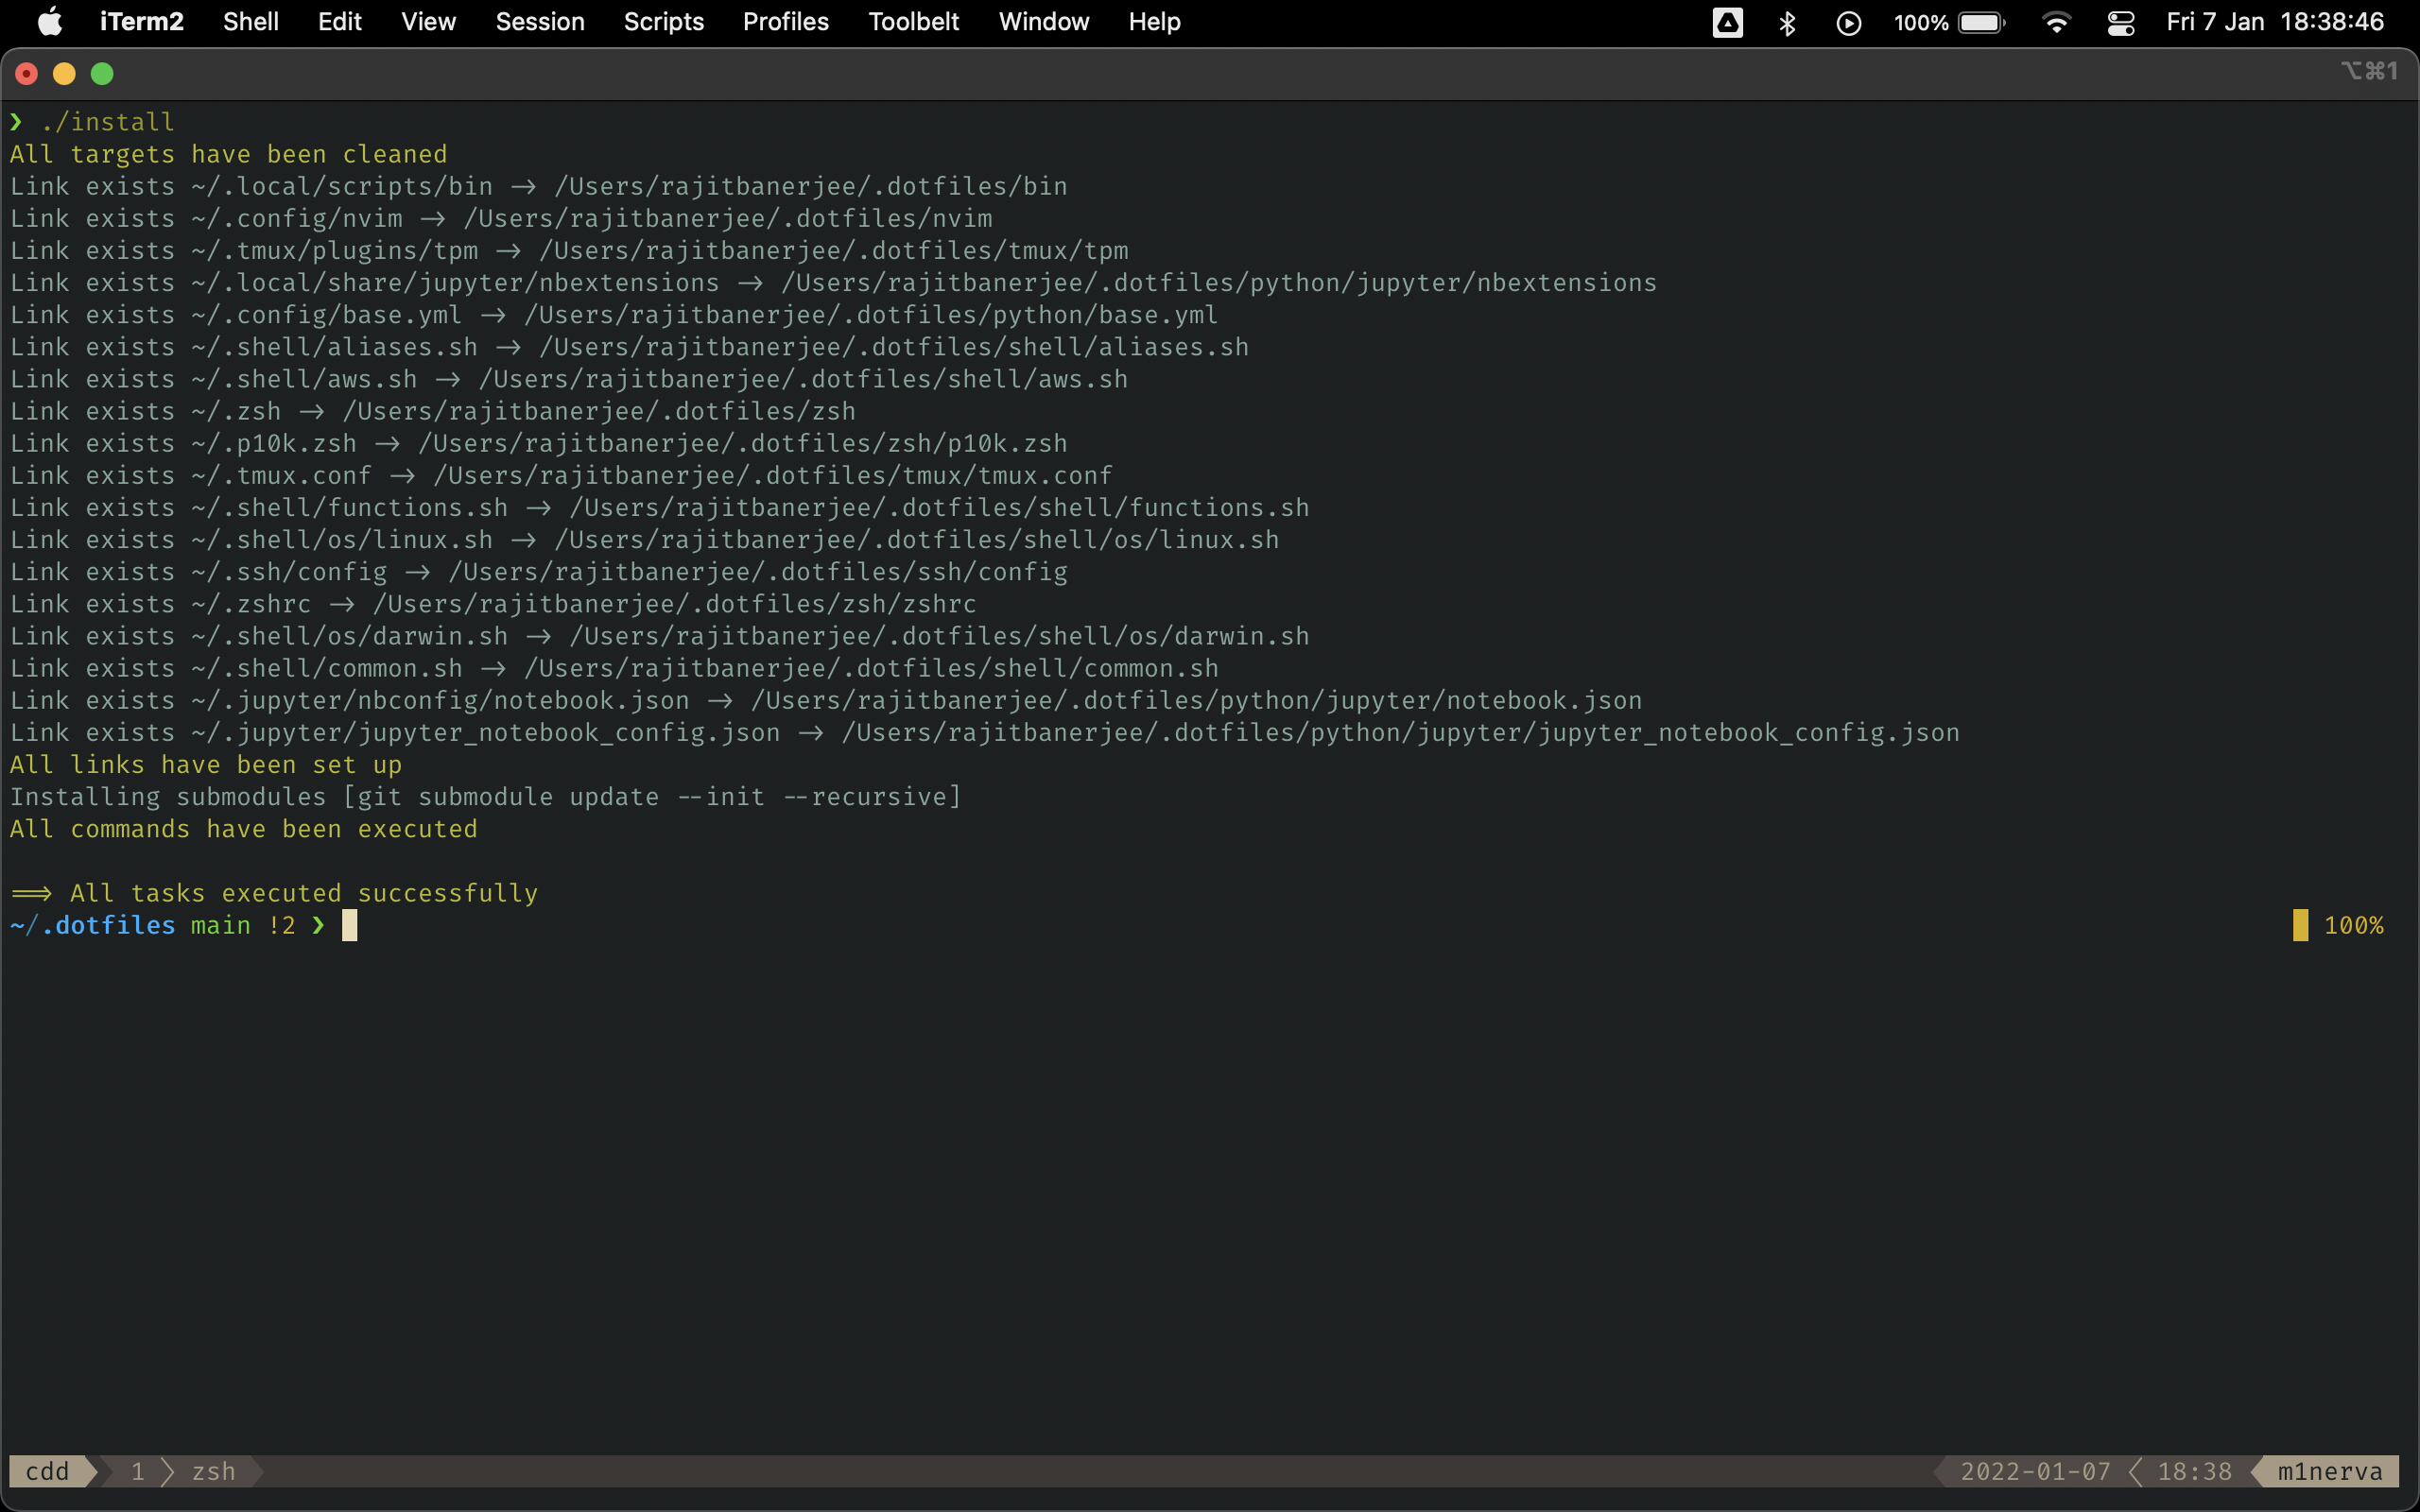 iTerm2 Shell Edit View Session Scripts Profiles Toolbelt Window Help 100% Fri 7 Jan 18:38:46
⌥⌘1
❯ ./install
All targets have been cleaned
Link exists ~/.local/scripts/bin -> /Users/rajitbanerjee/.dotfiles/bin
Link exists ~/.config/nvim -> /Users/rajitbanerjee/.dotfiles/nvim
Link exists ~/.tmux/plugins/tpm -> /Users/rajitbanerjee/.dotfiles/tmux/tpm
Link exists ~/.local/share/jupyter/nbextensions -> /Users/rajitbanerjee/.dotfiles/python/jupyter/nbextensions
Link exists ~/.config/base.yml -> /Users/rajitbanerjee/.dotfiles/python/base.yml
Link exists ~/.shell/aliases.sh -> /Users/rajitbanerjee/.dotfiles/shell/aliases.sh
Link exists ~/.shell/aws.sh -> /Users/rajitbanerjee/.dotfiles/shell/aws.sh
Link exists ~/.zsh -> /Users/rajitbanerjee/.dotfiles/zsh
Link exists ~/.p10k.zsh -> /Users/rajitbanerjee/.dotfiles/zsh/p10k.zsh
Link exists ~/.tmux.conf -> /Users/rajitbanerjee/.dotfiles/tmux/tmux.conf
Link exists ~/.shell/functions.sh -> /Users/rajitbanerjee/.dotfiles/shell/functions.sh
Link exists ~/.shell/os/linux.sh -> /Users/rajitbanerjee/.dotfiles/shell/os/linux.sh
Link exists ~/.ssh/config -> /Users/rajitbanerjee/.dotfiles/ssh/config
Link exists ~/.zshrc -> /Users/rajitbanerjee/.dotfiles/zsh/zshrc
Link exists ~/.shell/os/darwin.sh -> /Users/rajitbanerjee/.dotfiles/shell/os/darwin.sh
Link exists ~/.shell/common.sh -> /Users/rajitbanerjee/.dotfiles/shell/common.sh
Link exists ~/.jupyter/nbconfig/notebook.json -> /Users/rajitbanerjee/.dotfiles/python/jupyter/notebook.json
Link exists ~/.jupyter/jupyter_notebook_config.json -> /Users/rajitbanerjee/.dotfiles/python/jupyter/jupyter_notebook_config.json
All links have been set up
Installing submodules [git submodule update --init --recursive]
All commands have been executed
==> All tasks executed successfully
~/.dotfiles main !2 ❯ 100%
cdd 1 zsh 2022-01-07 18:38 m1nerva